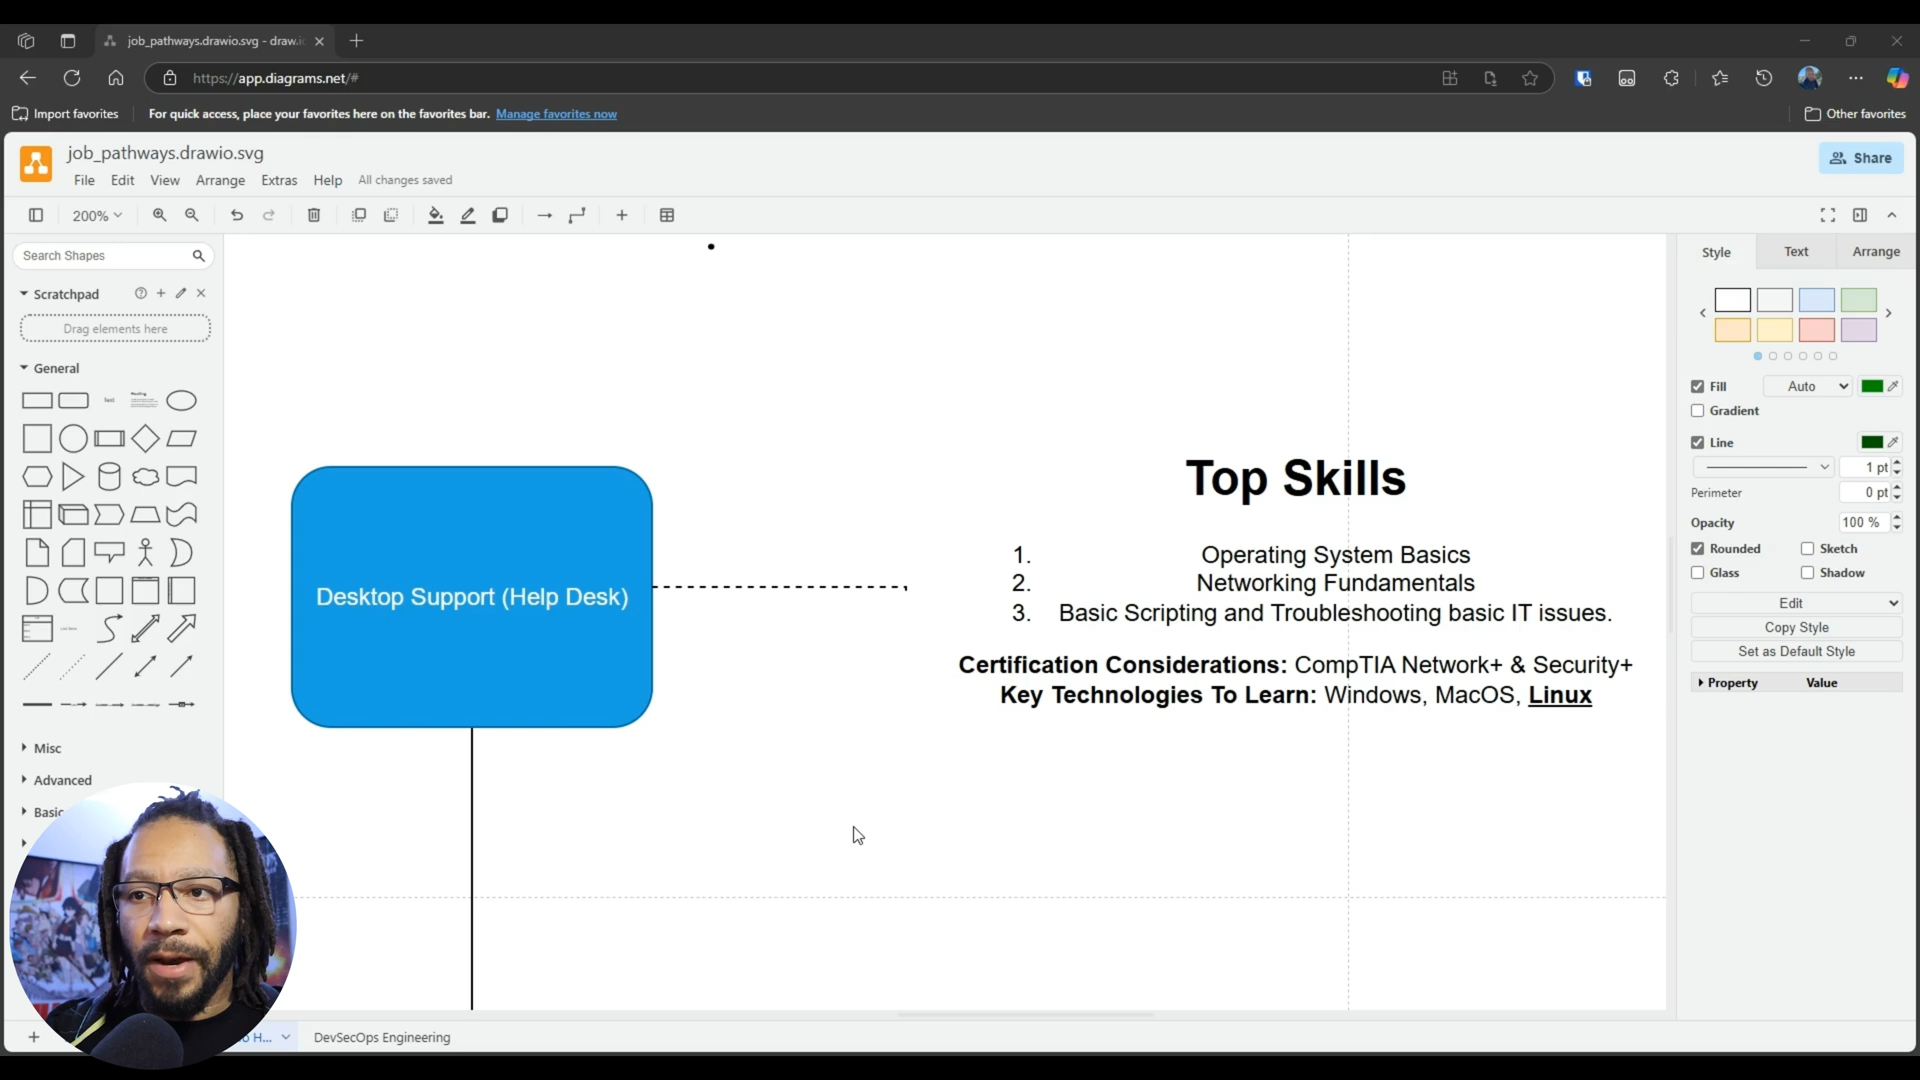 job_pathways.drawio.svg - draw.i
https://app.diagrams.net/#
Import favorites
For quick access, place your favorites here on the favorites bar. Manage favorites now
Other favorites
job_pathways.drawio.svg
Share
File Edit View Arrange Extras Help All changes saved
200%
Search Shapes
Style Text Arrange
Scratchpad
Drag elements here
General
Text
Heading
Fill Auto
Gradient
Line
1 pt
Perimeter 0 pt
Opacity 100 %
Rounded Sketch
Glass Shadow
Edit
Copy Style
Set as Default Style
Property Value
Misc
Advanced
Basic
Desktop Support (Help Desk)
Top Skills
1. Operating System Basics
2. Networking Fundamentals
3. Basic Scripting and Troubleshooting basic IT issues.
Certification Considerations: CompTIA Network+ & Security+
Key Technologies To Learn: Windows, MacOS, Linux
o H...
DevSecOps Engineering